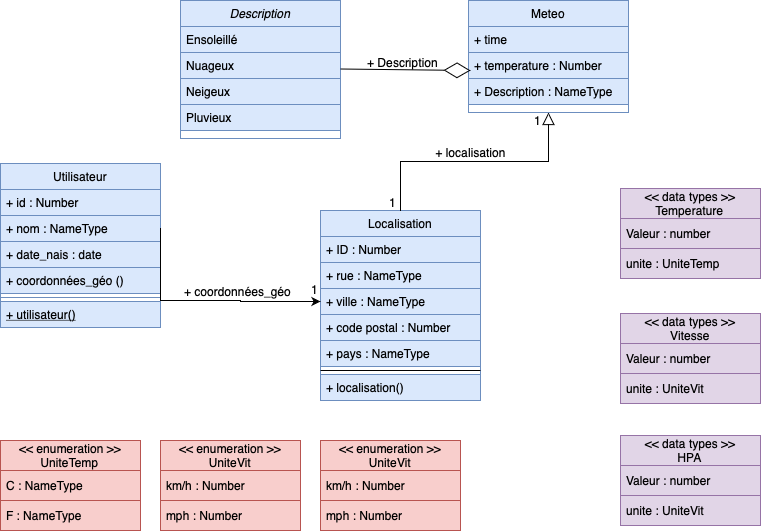 Description
Ensoleillé
Nuageux
Neigeux
Pluvieux
+ Description
Meteo
+ time
+ temperature : Number
+ Description : NameType
1
+ localisation
1
Utilisateur
+ id : Number
+ nom : NameType
+ date_nais : date
+ coordonnées_géo ()
+ utilisateur()
+ coordonnées_géo
1
Localisation
+ ID : Number
+ rue : NameType
+ ville : NameType
+ code postal : Number
+ pays : NameType
+ localisation()
<< data types >>
Temperature
Valeur : number
unite : UniteTemp
<< data types >>
Vitesse
Valeur : number
unite : UniteVit
<< data types >>
HPA
Valeur : number
unite : UniteVit
<< enumeration >>
UniteTemp
C : NameType
F : NameType
<< enumeration >>
UniteVit
km/h : Number
mph : Number
<< enumeration >>
UniteVit
km/h : Number
mph : Number